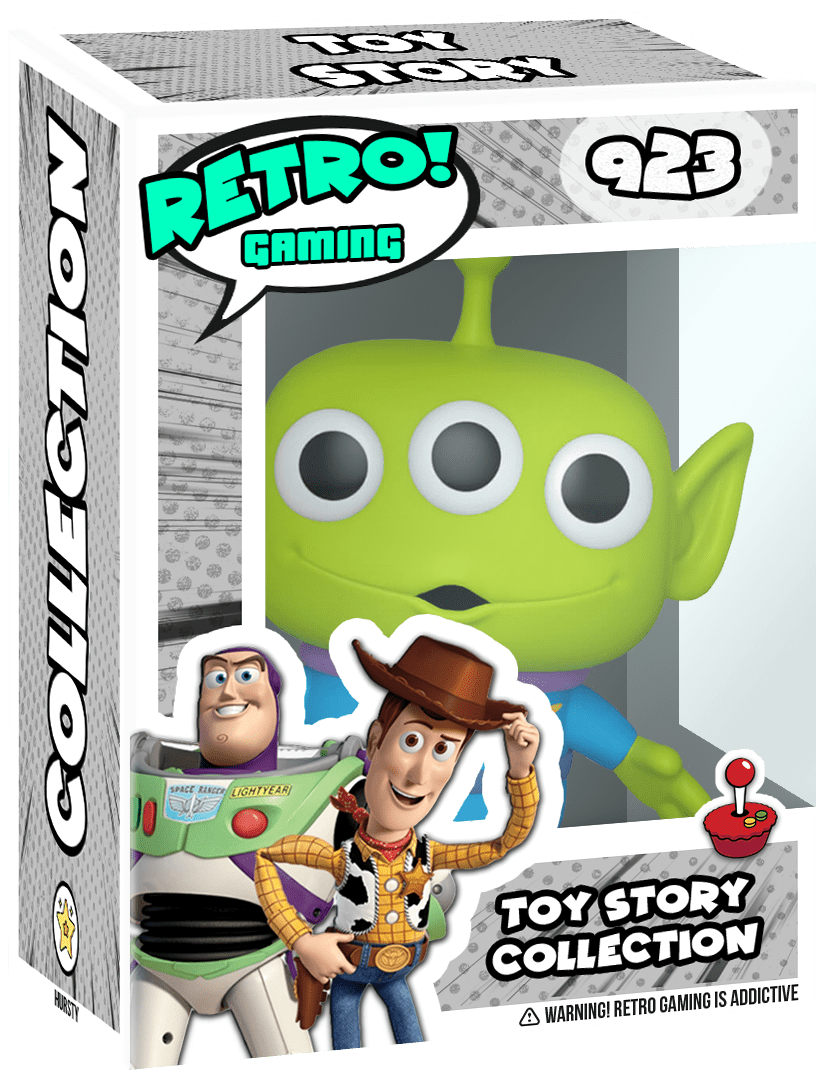 TOY
STORY
COLLECTION
HURSTY
RETRO!
GAMING
923
SPACE RANGER
LIGHTYEAR
TOY STORY
COLLECTION
WARNING! RETRO GAMING IS ADDICTIVE